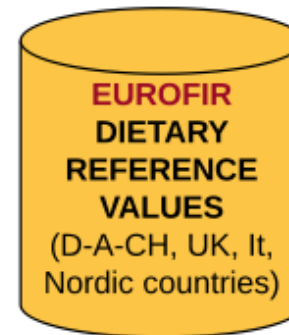 EUROFIR
DIETARY
REFERENCE
VALUES
(D-A-CH, UK, It,
Nordic countries)